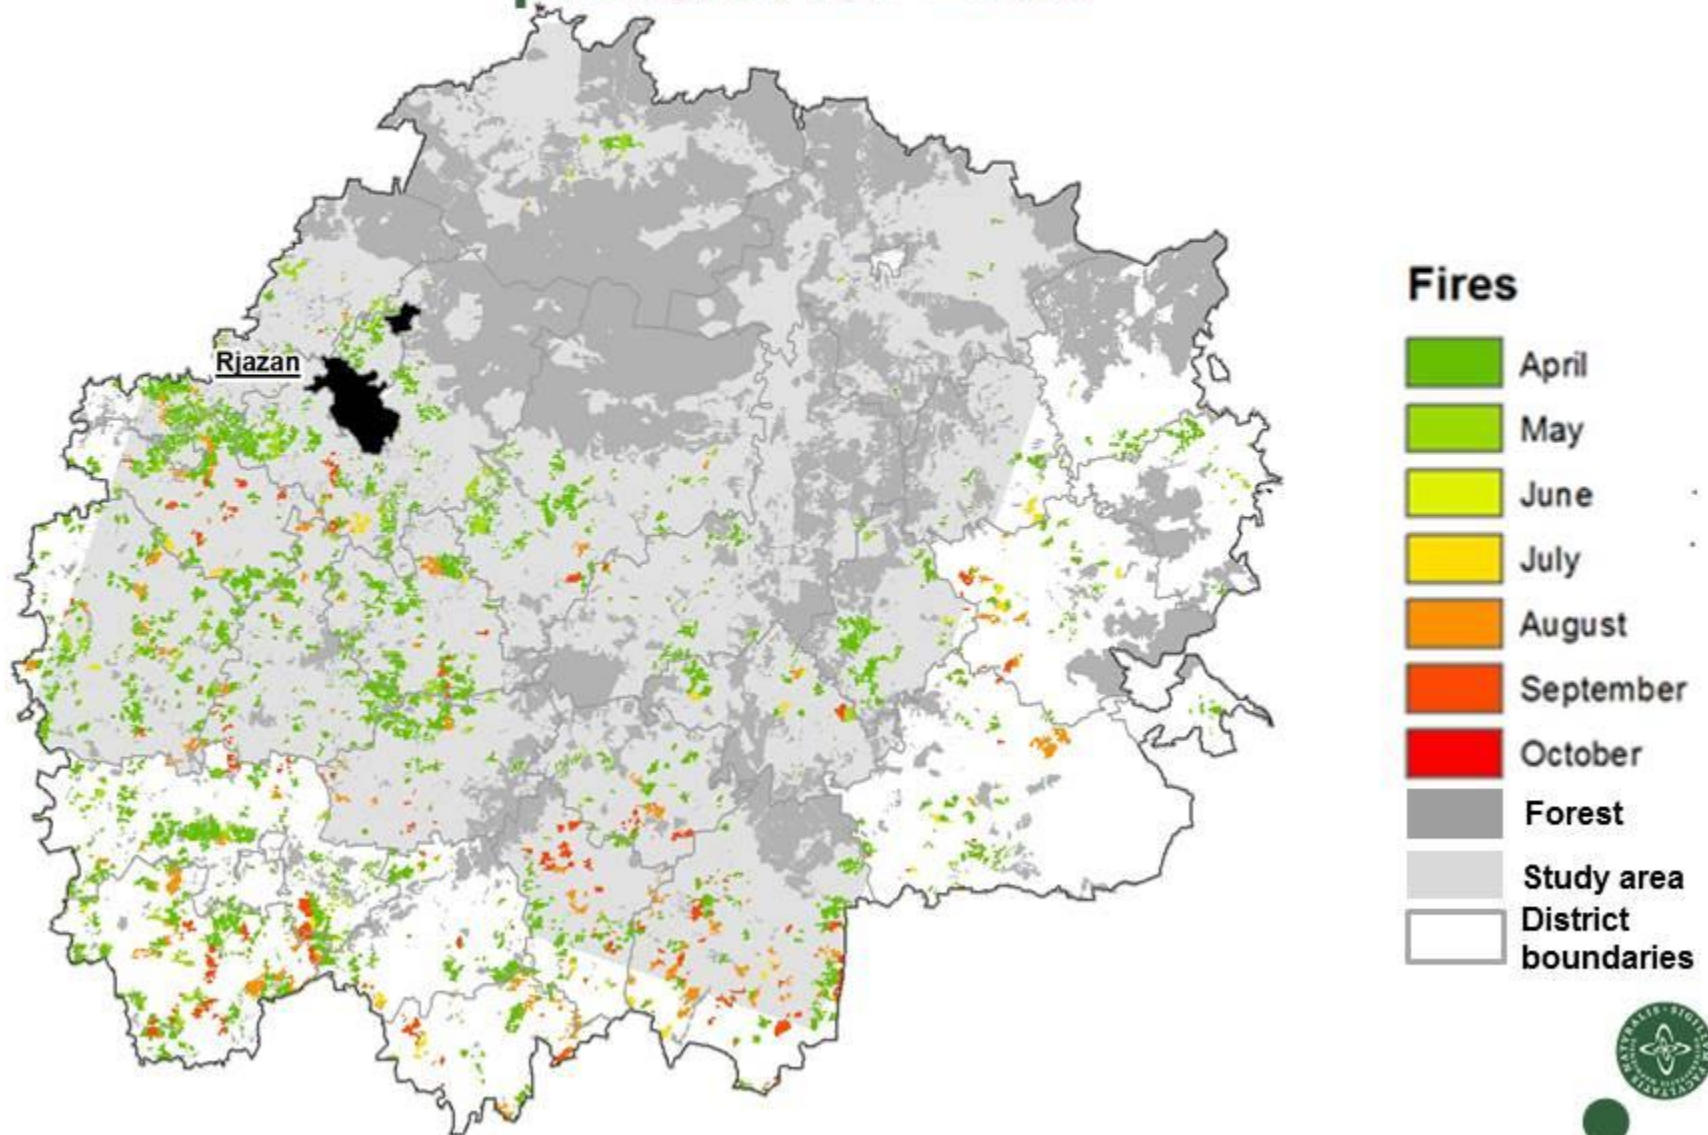 Rjazan
Fires
April
May
June
July
August
September
October
Forest
Study area
District
boundaries